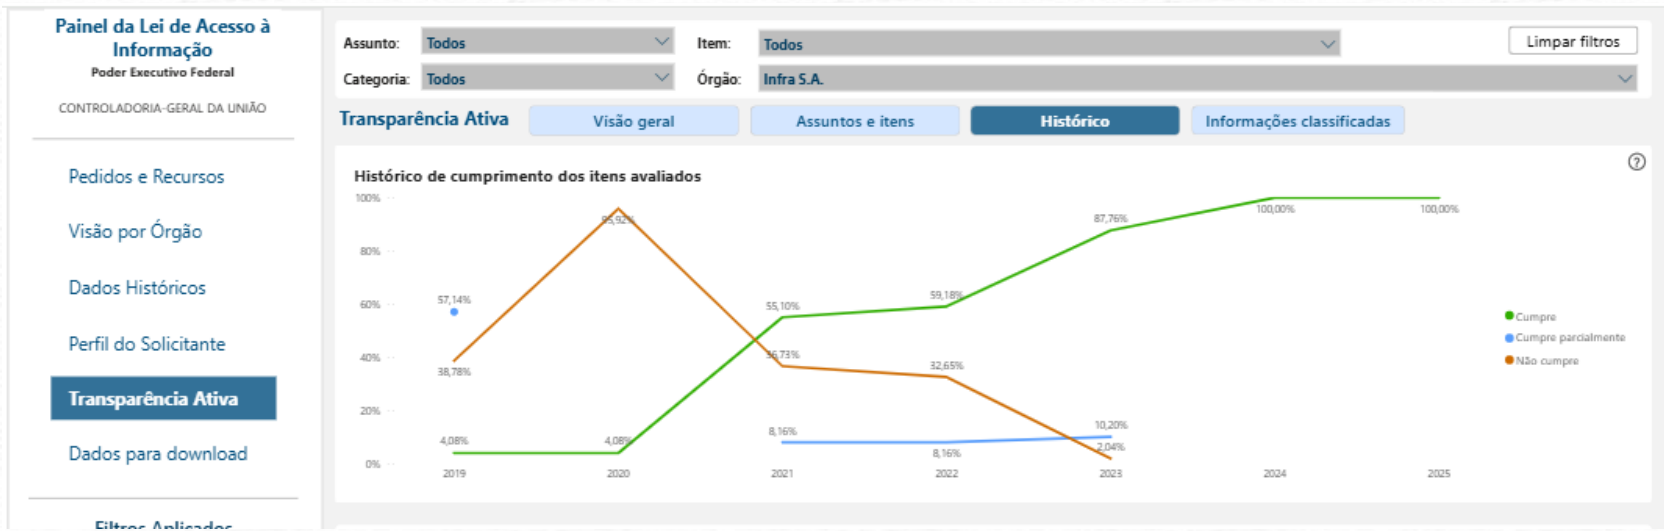 Painel da Lei de Acesso à
Informação
Poder Executivo Federal
CONTROLADORIA-GERAL DA UNIÃO
Pedidos e Recursos
Visão por Órgão
Dados Históricos
Perfil do Solicitante
Transparência Ativa
Dados para download
Filtros Aplicados
Assunto: Todos Item: Todos Limpar filtros
Categoria: Todos Órgão: Infra S.A.
Transparência Ativa Visão geral Assuntos e itens Histórico Informações classificadas
Histórico de cumprimento dos itens avaliados
100%
80%
60%
40%
20%
0%
57,14%
38,78%
4,08%
95,92%
4,08%
55,10%
36,73%
8,16%
59,18%
32,65%
8,16%
87,76%
10,20%
2,04%
100,00%
100,00%
2019 2020 2021 2022 2023 2024 2025
Cumpre
Cumpre parcialmente
Não cumpre